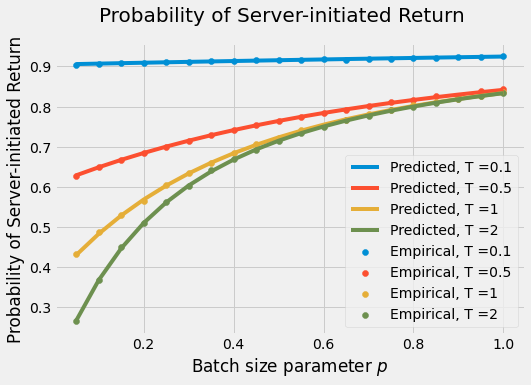 Probability of Server-initiated Return
Probability of Server-initiated Return
0.9
0.8
0.7
0.6
0.5
0.4
0.3
0.2
0.4
0.6
0.8
1.0
Batch size parameter p
Predicted, T =0.1
Predicted, T =0.5
Predicted, T =1
Predicted, T =2
Empirical, T =0.1
Empirical, T =0.5
Empirical, T =1
Empirical, T =2